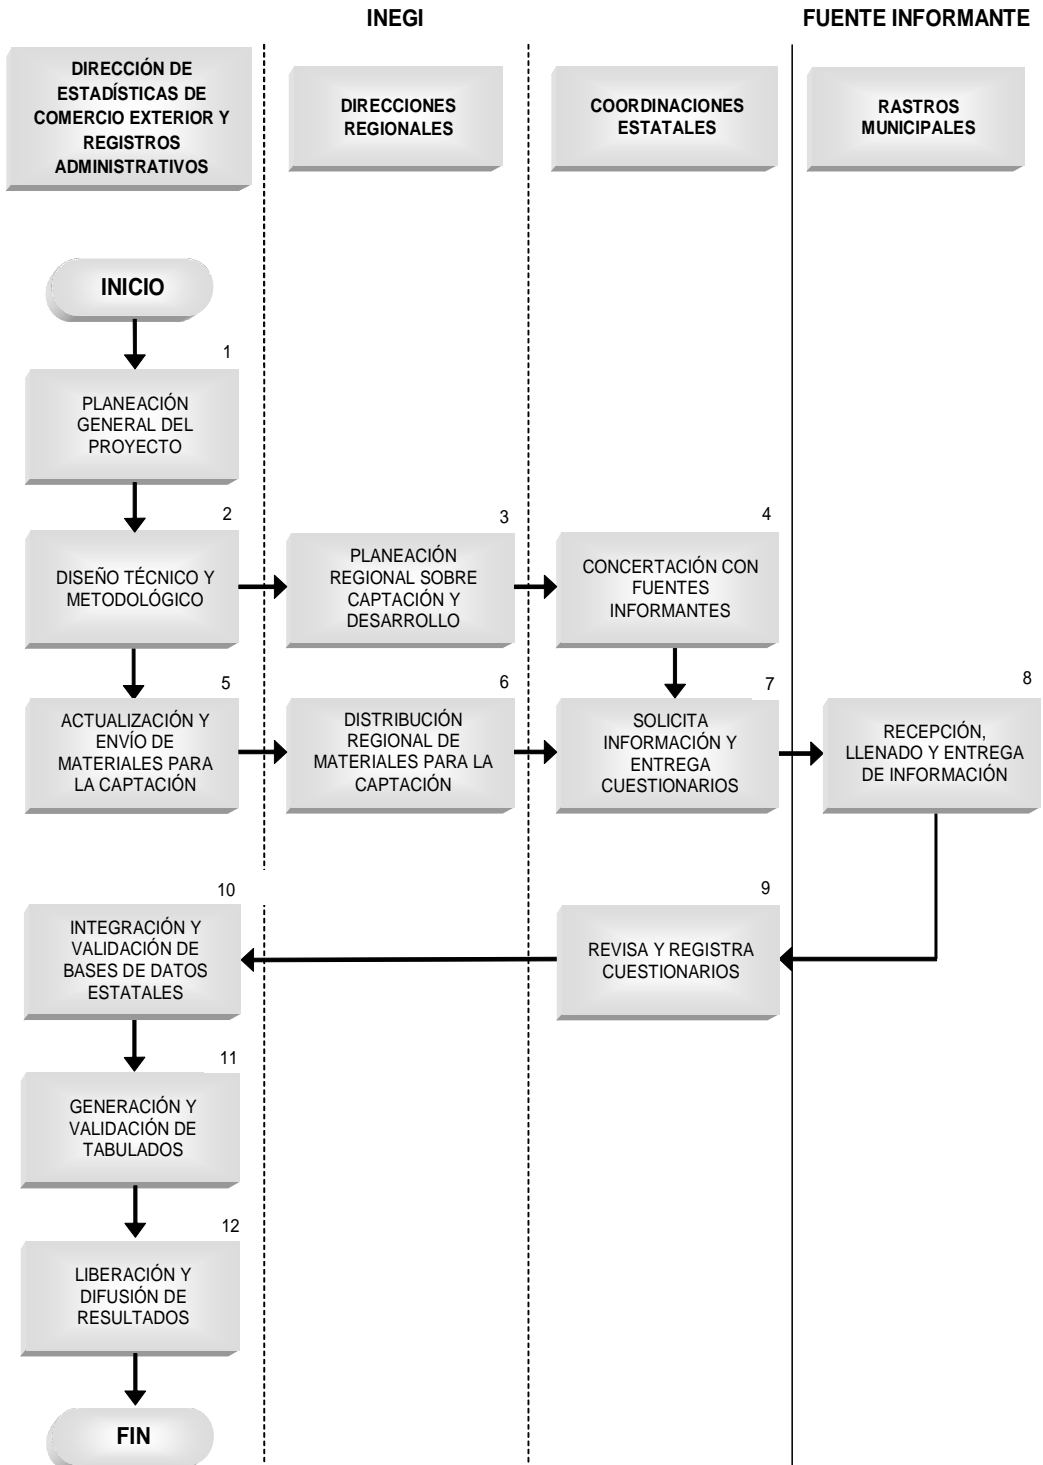 INEGI
FUENTE INFORMANTE
DIRECCIÓN DE
ESTADÍSTICAS DE
COMERCIO EXTERIOR Y
REGISTROS
ADMINISTRATIVOS
DIRECCIONES
REGIONALES
COORDINACIONES
ESTATALES
RASTROS
MUNICIPALES
INICIO
1
PLANEACIÓN
GENERAL DEL
PROYECTO
2
DISEÑO TÉCNICO Y
METODOLÓGICO
3
PLANEACIÓN
REGIONAL SOBRE
CAPTACIÓN Y
DESARROLLO
4
CONCERTACIÓN CON
FUENTES
INFORMANTES
5
ACTUALIZACIÓN Y
ENVÍO DE
MATERIALES PARA
LA CAPTACIÓN
6
DISTRIBUCIÓN
REGIONAL DE
MATERIALES PARA LA
CAPTACIÓN
7
SOLICITA
INFORMACIÓN Y
ENTREGA
CUESTIONARIOS
8
RECEPCIÓN,
LLENADO Y ENTREGA
DE INFORMACIÓN
9
REVISA Y REGISTRA
CUESTIONARIOS
10
INTEGRACIÓN Y
VALIDACIÓN DE
BASES DE DATOS
ESTATALES
11
GENERACIÓN Y
VALIDACIÓN DE
TABULADOS
12
LIBERACIÓN Y
DIFUSIÓN DE
RESULTADOS
FIN